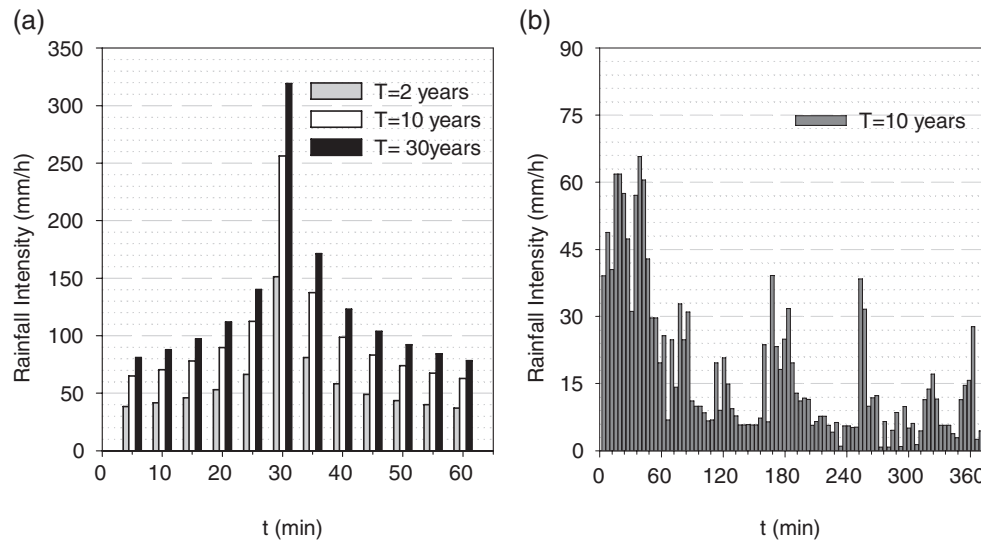 (a)
350
300
250
200
150
100
50
0
Rainfall Intensity (mm/h)
T=2 years
T=10 years
T= 30years
0 10 20 30 40 50 60
t (min)
(b)
90
75
60
45
30
15
0
Rainfall Intensity (mm/h)
T=10 years
0 60 120 180 240 300 360
t (min)